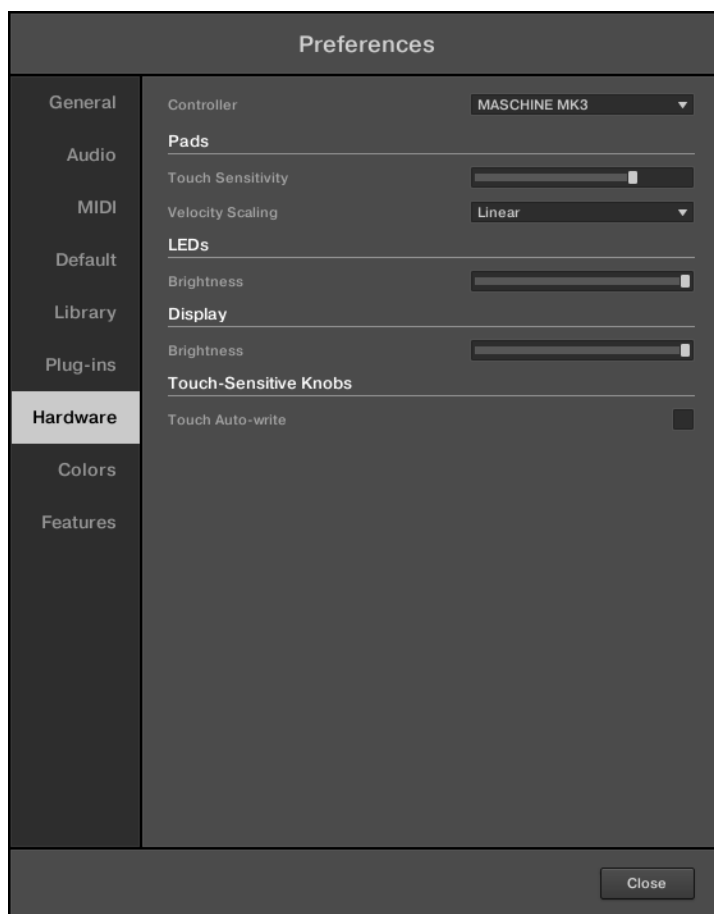 Preferences
General
Audio
MIDI
Default
Library
Plug-ins
Hardware
Colors
Features
Controller MASCHINE MK3
Pads
Touch Sensitivity
Velocity Scaling Linear
LEDs
Brightness
Display
Brightness
Touch-Sensitive Knobs
Touch Auto-write
Close